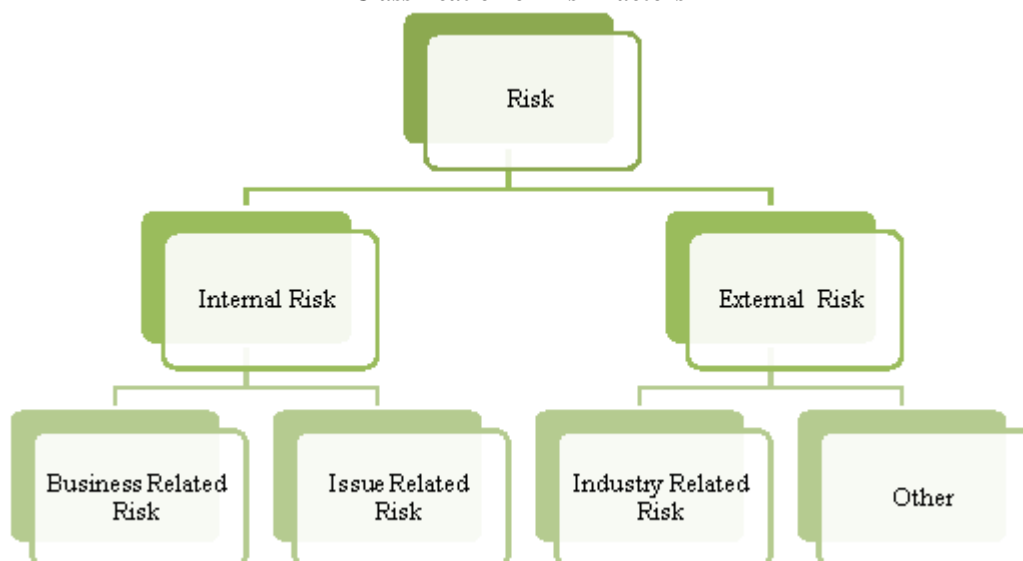 Risk
Internal Risk
External Risk
Business Related
Risk
Issue Related
Risk
Industry Related
Risk
Other